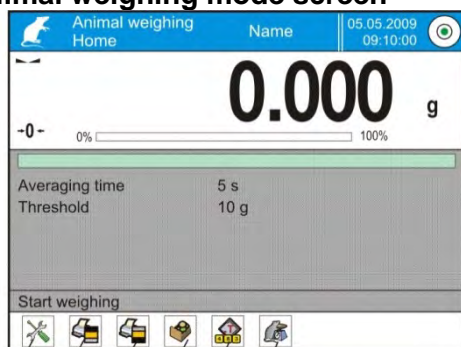 nimal weighing mode screen
Animal weighing
Home
Name
05.05.2009
09:10:00
0.000 g
→0←
0%
100%
Averaging time 5 s
Threshold 10 g
Start weighing